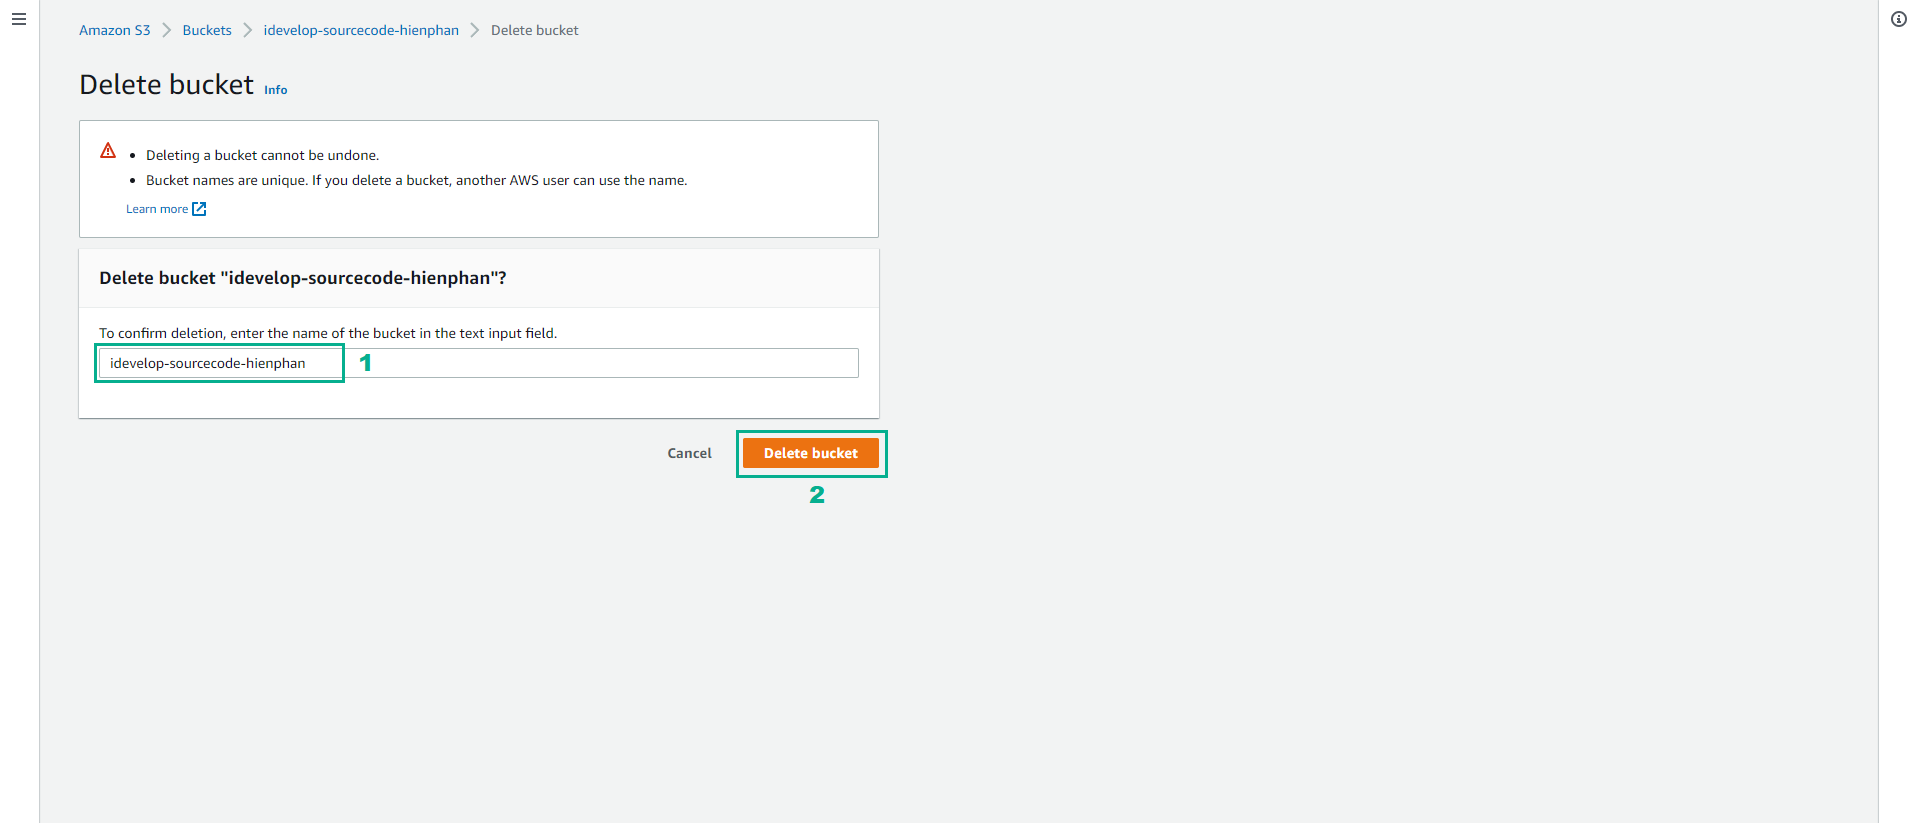 Amazon S3 Buckets idevelop-sourcecode-hienphan Delete bucket
Delete bucket Info
Deleting a bucket cannot be undone.
Bucket names are unique. If you delete a bucket, another AWS user can use the name.
Learn more
Delete bucket "idevelop-sourcecode-hienphan"?
To confirm deletion, enter the name of the bucket in the text input field.
idevelop-sourcecode-hienphan 1
Cancel Delete bucket
2